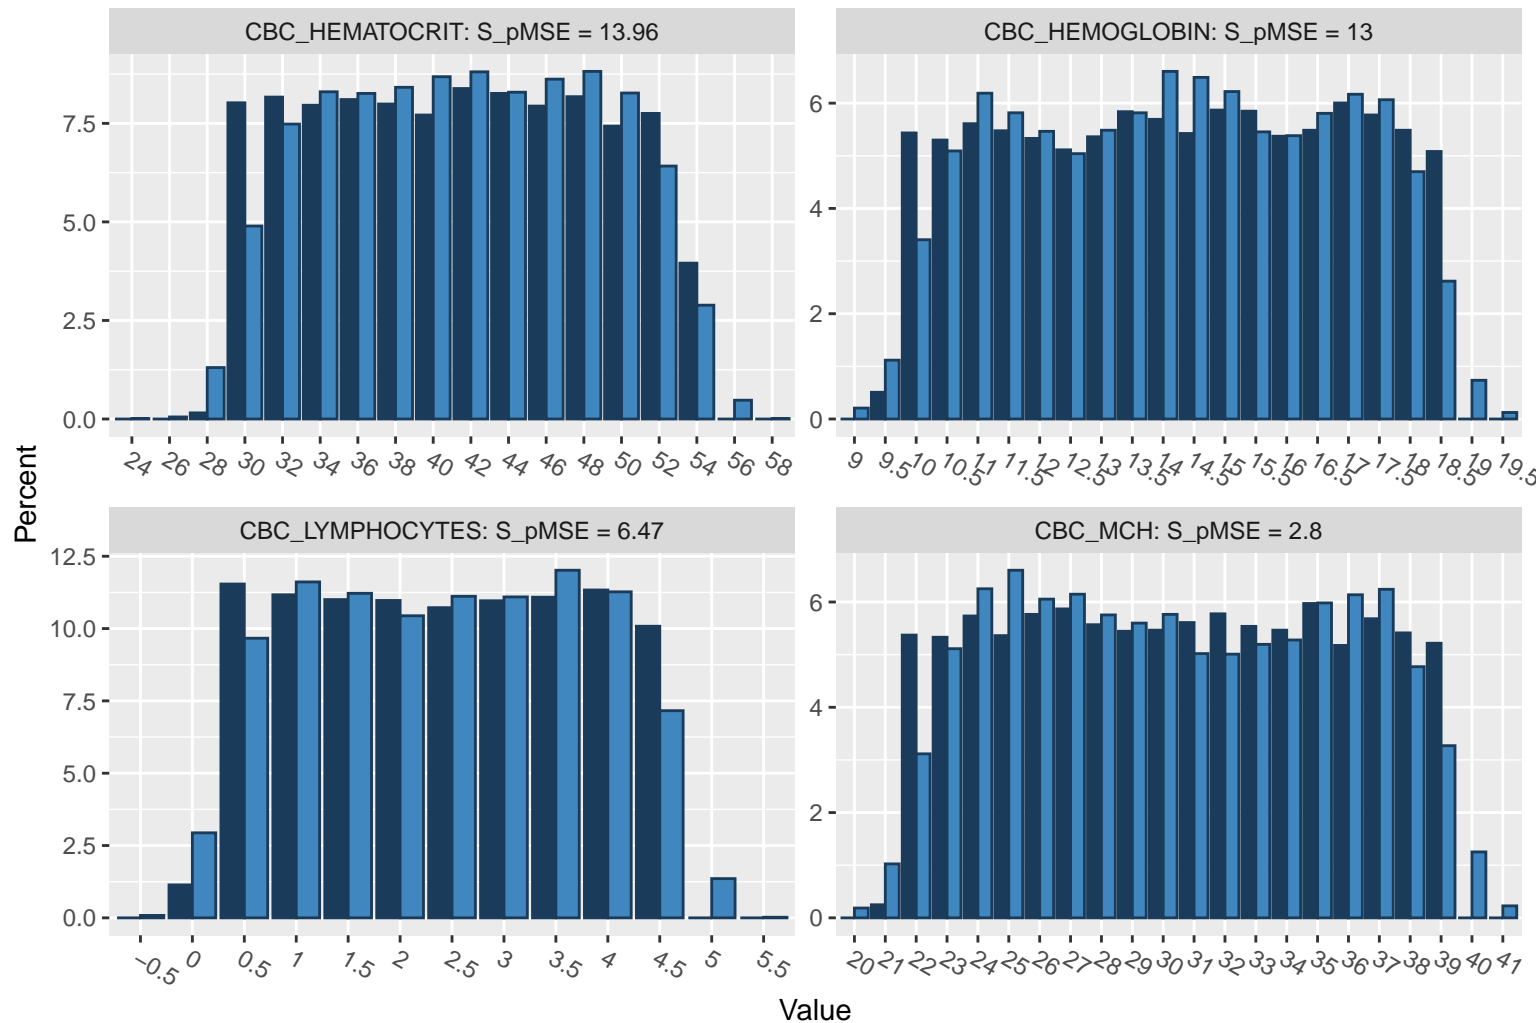 CBC_HEMATOCRIT: S_pMSE = 13.96
7.5
5.0
2.5
0.0
24 26 28 30 32 34 36 38 40 42 44 46 48 50 52 54 56 58
CBC_HEMOGLOBIN: S_pMSE = 13
6
4
2
0
9 9.5 10 10.5 11 11.5 12 12.5 13 13.5 14 14.5 15 15.5 16 16.5 17 17.5 18 18.5 19 19.5
Percent
CBC_LYMPHOCYTES: S_pMSE = 6.47
12.5
10.0
7.5
5.0
2.5
0.0
−0.5 0 0.5 1 1.5 2 2.5 3 3.5 4 4.5 5 5.5
CBC_MCH: S_pMSE = 2.8
6
4
2
0
20 21 22 23 24 25 26 27 28 29 30 31 32 33 34 35 36 37 38 39 40 41
Value